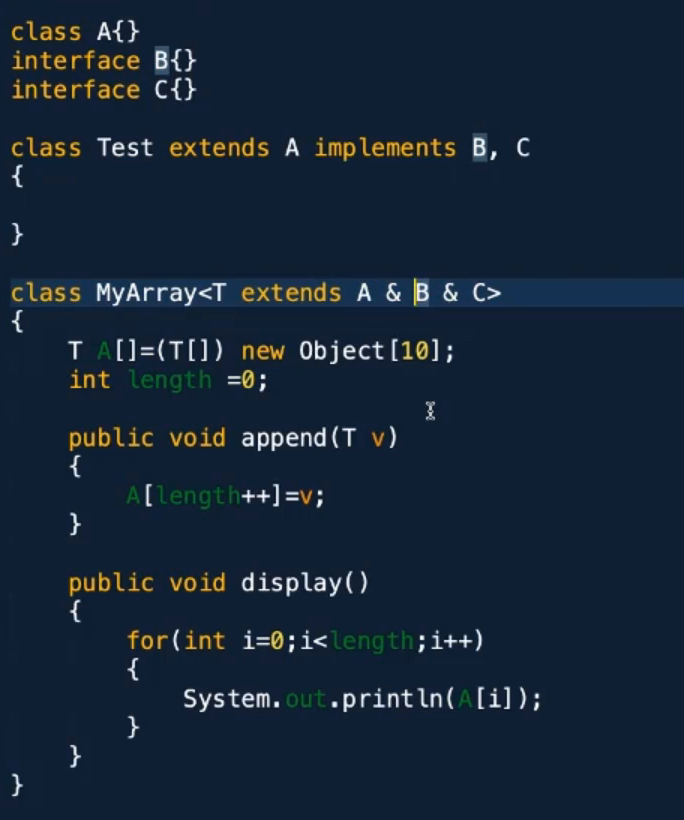 class A{}
interface B{}
interface C{}
class Test extends A implements B, C
{
}
class MyArray<T extends A & B & C>
{
T A[]=(T[]) new Object[10];
int length =0;
public void append(T v)
{
A[length++]=v;
}
public void display()
{
for(int i=0;i<length;i++)
{
System.out.println(A[i]);
}
}
}